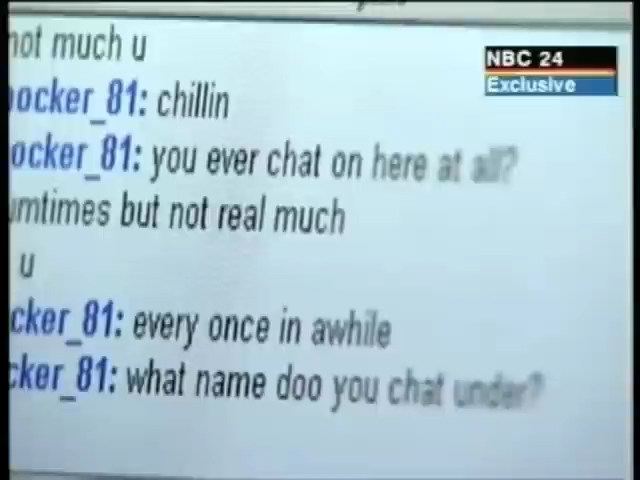 not much u
NBC 24
Exclusive
ocker_81: chillin
ocker_81: you ever chat on here at all?
umtimes but not real much
u
cker_81: every once in awhile
cker_81: what name doo you chat under?